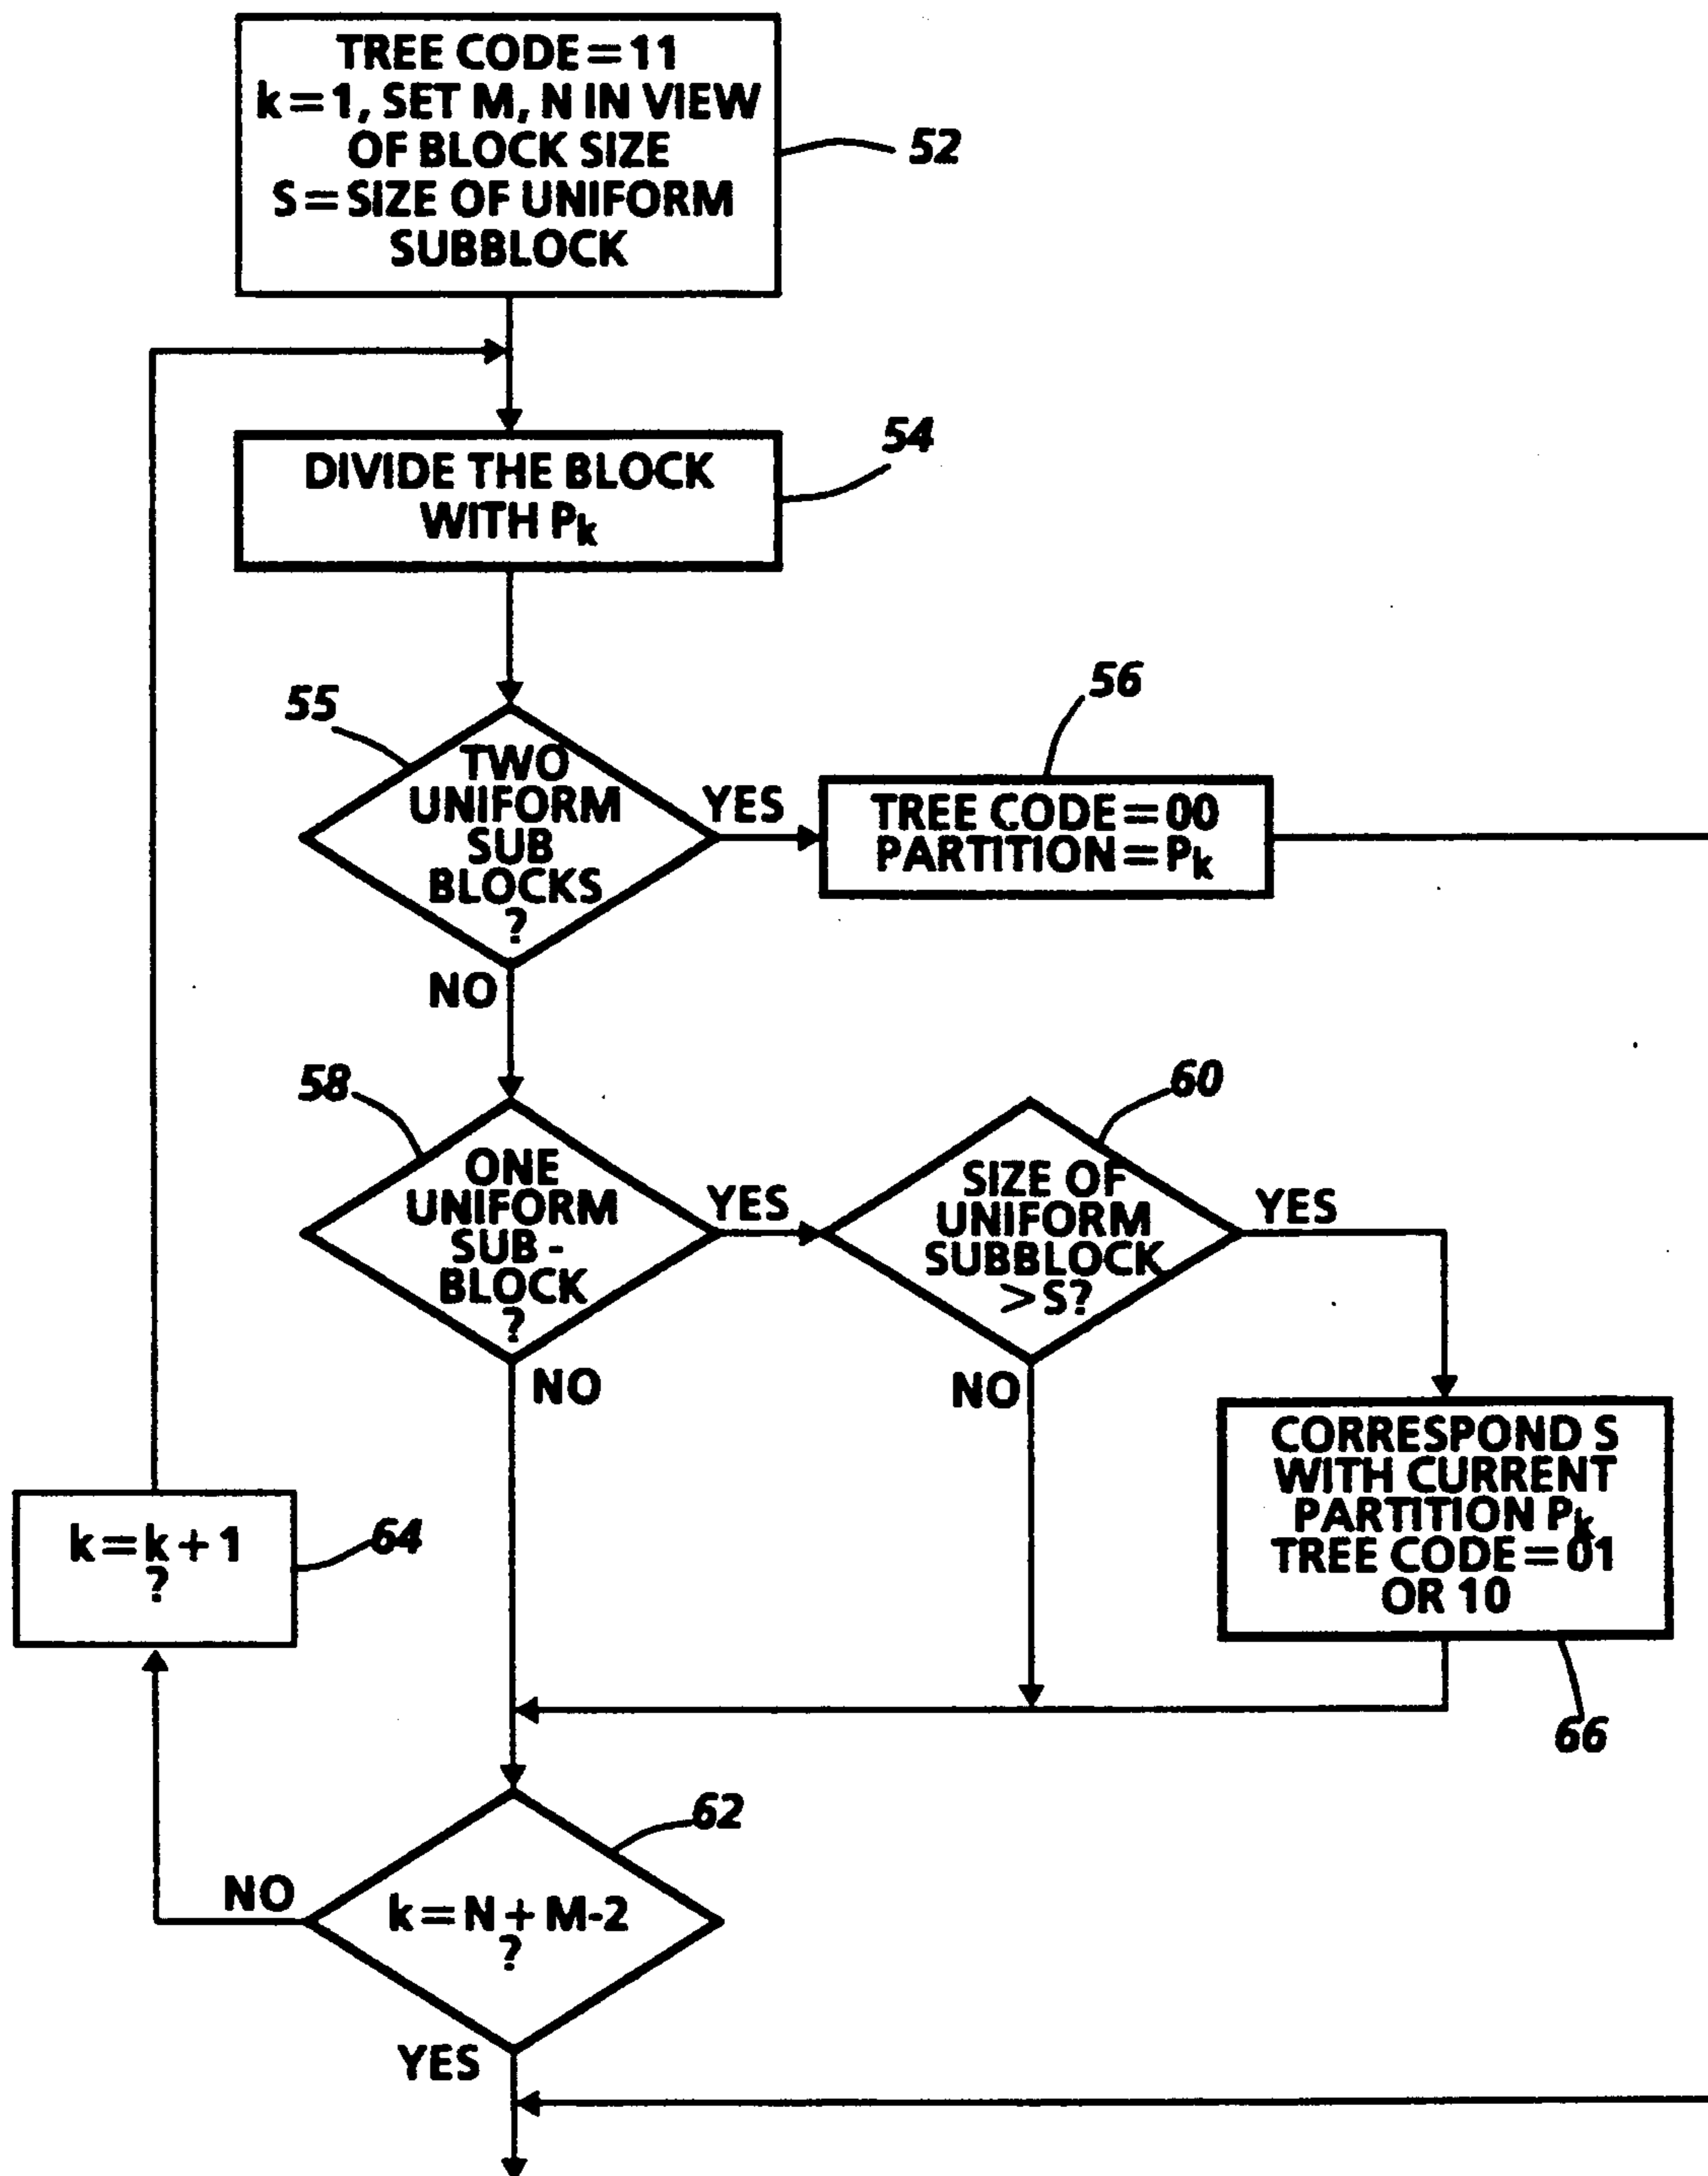 TREE CODE = 11
k = 1, SET M, N IN VIEW
OF BLOCK SIZE
S = SIZE OF UNIFORM
SUBBLOCK
52
DIVIDE THE BLOCK
WITH Pk
54
55
TWO
UNIFORM
SUB
BLOCKS
?
YES
NO
56
TREE CODE = 00
PARTITION = Pk
58
ONE
UNIFORM
SUB -
BLOCK
?
YES
NO
60
SIZE OF
UNIFORM
SUBBLOCK
> S?
YES
NO
CORRESPOND S
WITH CURRENT
PARTITION Pk
TREE CODE = 01
OR 10
66
k = k + 1
?
64
62
k = N + M-2
?
NO
YES